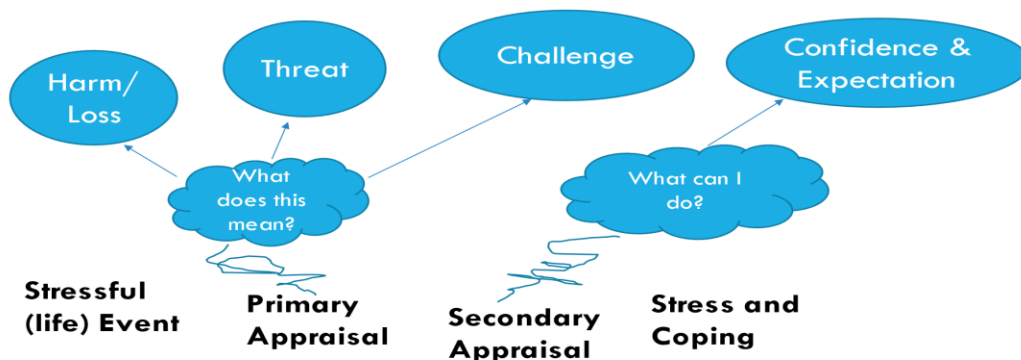 Harm/
Loss
Threat
Challenge
Confidence &
Expectation
What
does this
mean?
What can I
do?
Stressful
(life) Event
Primary
Appraisal
Secondary
Appraisal
Stress and
Coping